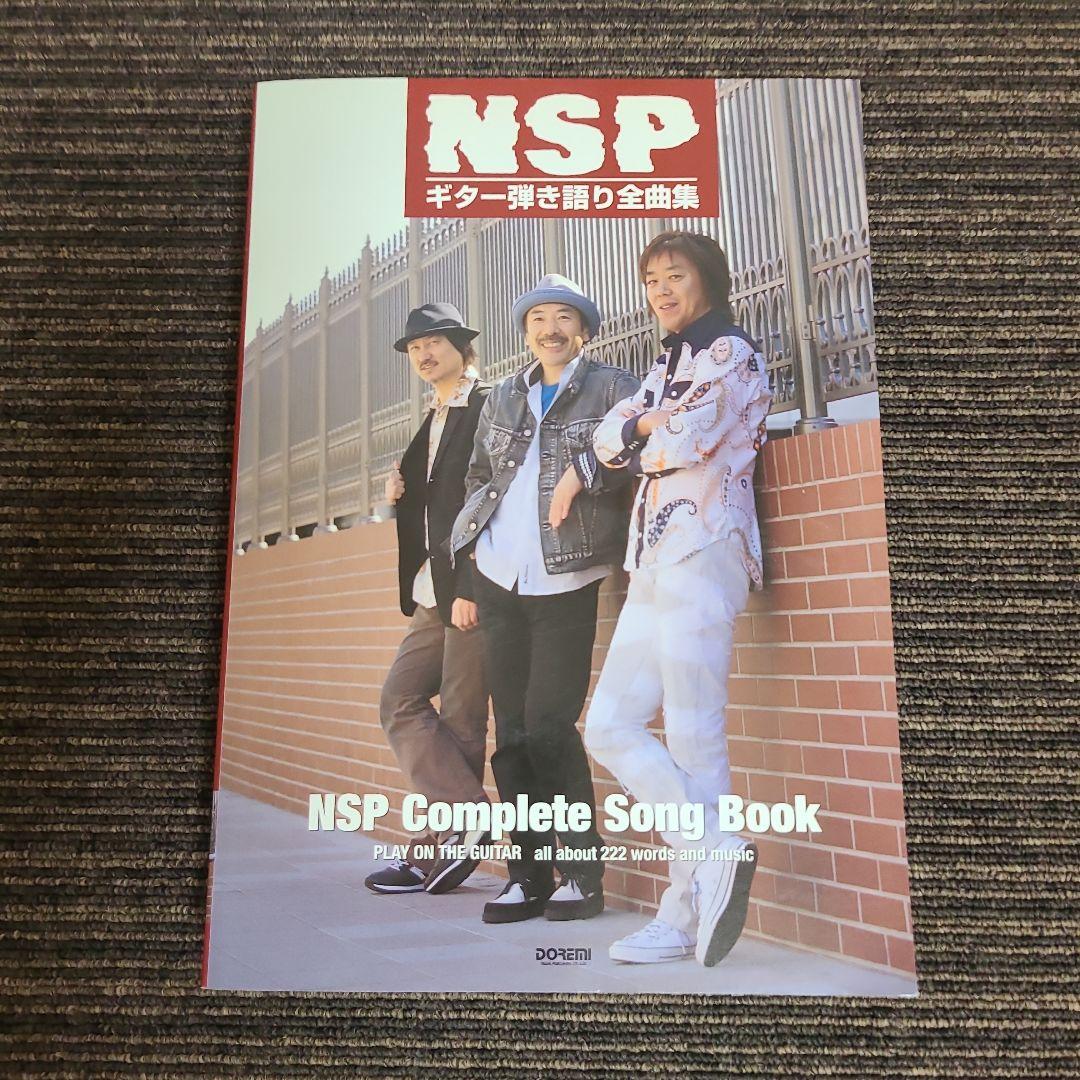 NSP
ギター弾き語り全曲集
NSP Complete Song Book
PLAY ON THE GUITAR all about 222 words and music
DOREMI